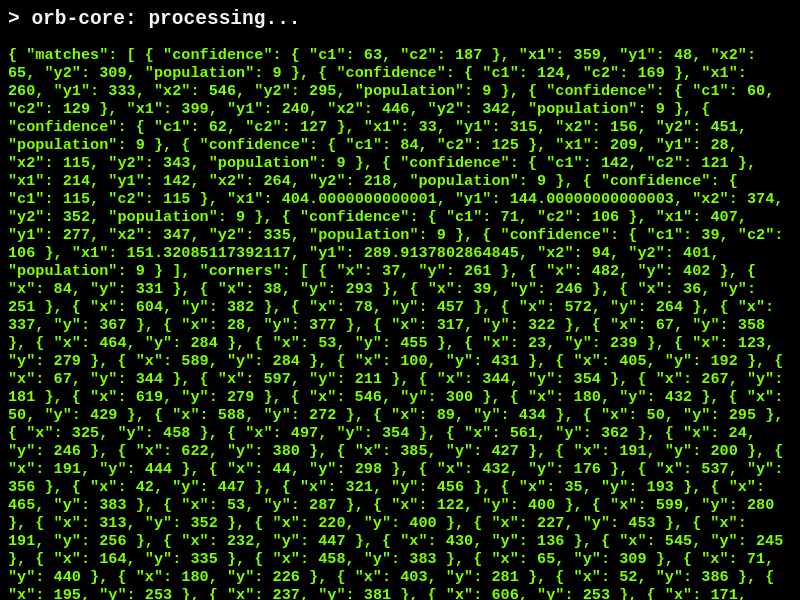 > orb-core: processing...
{ "matches": [ { "confidence": { "c1": 63, "c2": 187 }, "x1": 359, "y1": 48, "x2":
65, "y2": 309, "population": 9 }, { "confidence": { "c1": 124, "c2": 169 }, "x1":
260, "y1": 333, "x2": 546, "y2": 295, "population": 9 }, { "confidence": { "c1": 60,
"c2": 129 }, "x1": 399, "y1": 240, "x2": 446, "y2": 342, "population": 9 }, {
"confidence": { "c1": 62, "c2": 127 }, "x1": 33, "y1": 315, "x2": 156, "y2": 451,
"population": 9 }, { "confidence": { "c1": 84, "c2": 125 }, "x1": 209, "y1": 28,
"x2": 115, "y2": 343, "population": 9 }, { "confidence": { "c1": 142, "c2": 121 },
"x1": 214, "y1": 142, "x2": 264, "y2": 218, "population": 9 }, { "confidence": {
"c1": 115, "c2": 115 }, "x1": 404.0000000000001, "y1": 144.00000000000003, "x2": 374,
"y2": 352, "population": 9 }, { "confidence": { "c1": 71, "c2": 106 }, "x1": 407,
"y1": 277, "x2": 347, "y2": 335, "population": 9 }, { "confidence": { "c1": 39, "c2":
106 }, "x1": 151.32085117392117, "y1": 289.9137802864845, "x2": 94, "y2": 401,
"population": 9 } ], "corners": [ { "x": 37, "y": 261 }, { "x": 482, "y": 402 }, {
"x": 84, "y": 331 }, { "x": 38, "y": 293 }, { "x": 39, "y": 246 }, { "x": 36, "y":
251 }, { "x": 604, "y": 382 }, { "x": 78, "y": 457 }, { "x": 572, "y": 264 }, { "x":
337, "y": 367 }, { "x": 28, "y": 377 }, { "x": 317, "y": 322 }, { "x": 67, "y": 358
}, { "x": 464, "y": 284 }, { "x": 53, "y": 455 }, { "x": 23, "y": 239 }, { "x": 123,
"y": 279 }, { "x": 589, "y": 284 }, { "x": 100, "y": 431 }, { "x": 405, "y": 192 }, {
"x": 67, "y": 344 }, { "x": 597, "y": 211 }, { "x": 344, "y": 354 }, { "x": 267, "y":
181 }, { "x": 619, "y": 279 }, { "x": 546, "y": 300 }, { "x": 180, "y": 432 }, { "x":
50, "y": 429 }, { "x": 588, "y": 272 }, { "x": 89, "y": 434 }, { "x": 50, "y": 295 },
{ "x": 325, "y": 458 }, { "x": 497, "y": 354 }, { "x": 561, "y": 362 }, { "x": 24,
"y": 246 }, { "x": 622, "y": 380 }, { "x": 385, "y": 427 }, { "x": 191, "y": 200 }, {
"x": 191, "y": 444 }, { "x": 44, "y": 298 }, { "x": 432, "y": 176 }, { "x": 537, "y":
356 }, { "x": 42, "y": 447 }, { "x": 321, "y": 456 }, { "x": 35, "y": 193 }, { "x":
465, "y": 383 }, { "x": 53, "y": 287 }, { "x": 122, "y": 400 }, { "x": 599, "y": 280
}, { "x": 313, "y": 352 }, { "x": 220, "y": 400 }, { "x": 227, "y": 453 }, { "x":
191, "y": 256 }, { "x": 232, "y": 447 }, { "x": 430, "y": 136 }, { "x": 545, "y": 245
}, { "x": 164, "y": 335 }, { "x": 458, "y": 383 }, { "x": 65, "y": 309 }, { "x": 71,
"y": 440 }, { "x": 180, "y": 226 }, { "x": 403, "y": 281 }, { "x": 52, "y": 386 }, {
"x": 195, "y": 253 }, { "x": 237, "y": 381 }, { "x": 606, "y": 253 }, { "x": 171,